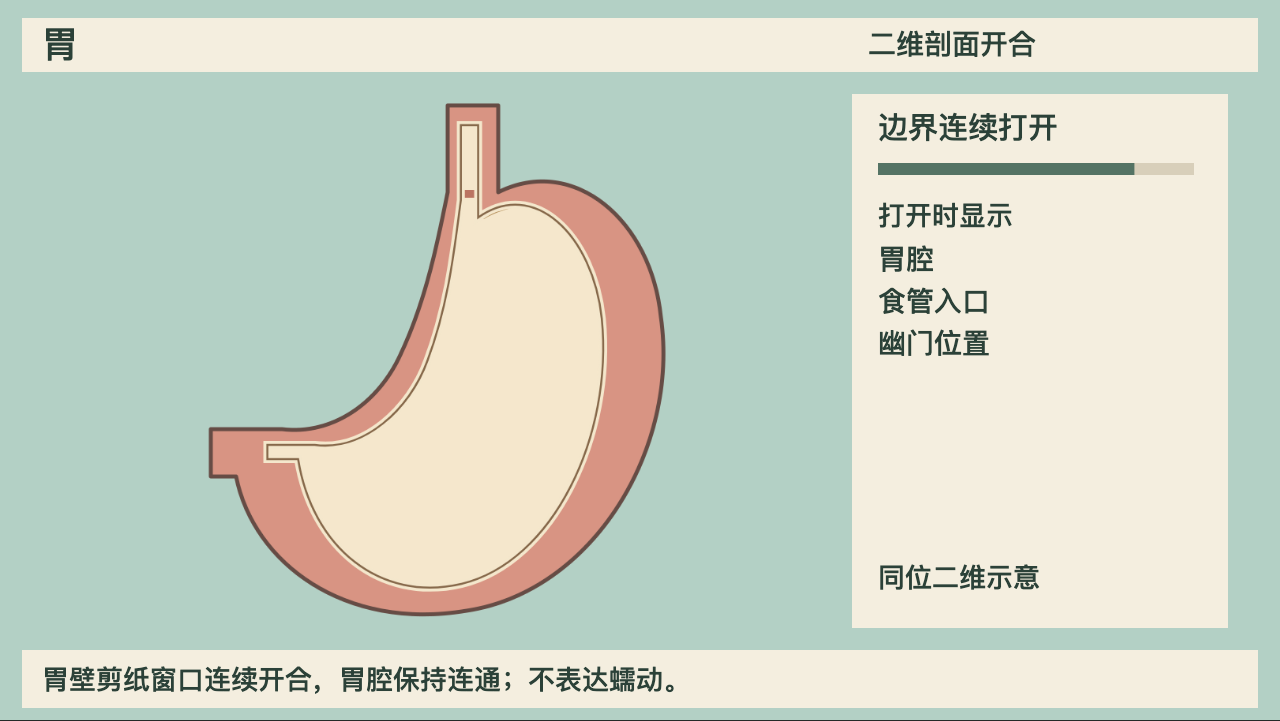 胃
二维剖面开合
边界连续打开
打开时显示
胃腔
食管入口
幽门位置
同位二维示意
胃壁剪纸窗口连续开合，胃腔保持连通；不表达蠕动。